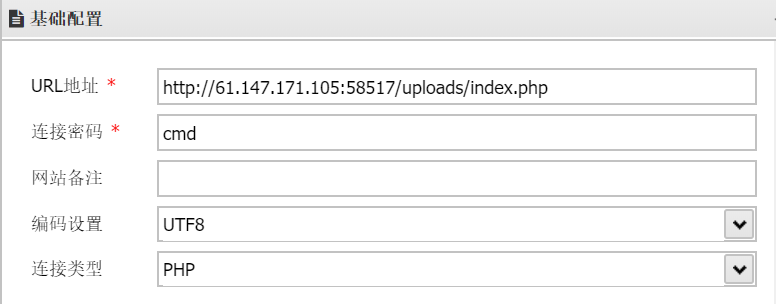 基础配置
URL地址 *
http://61.147.171.105:58517/uploads/index.php
连接密码 *
cmd
网站备注
编码设置
UTF8
连接类型
PHP